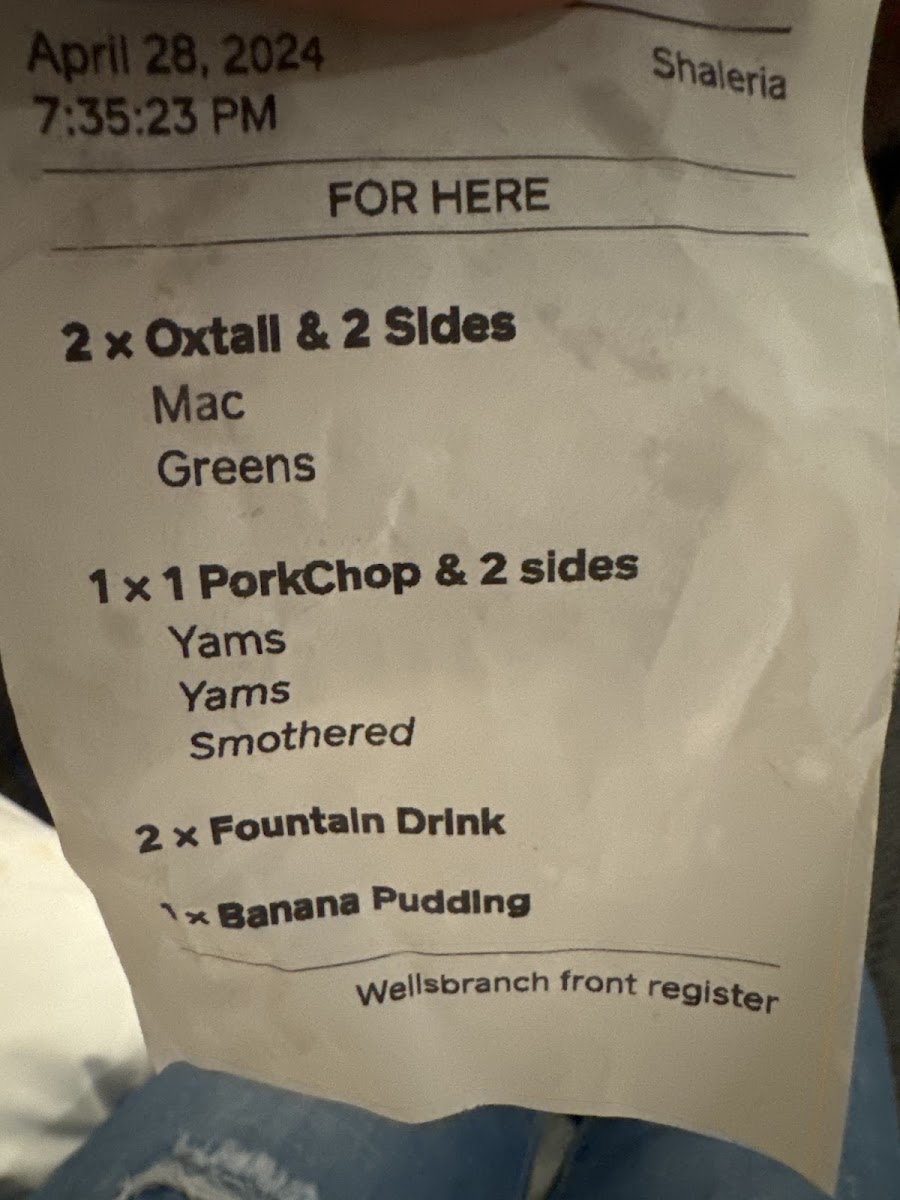 April 28, 2024
Shaleria
7:35:23 PM
FOR HERE
2 x Oxtail & 2 Sides
Mac
Greens
1 x 1 PorkChop & 2 sides
Yams
Yams
Smothered
2 x Fountain Drink
1 x Banana Pudding
Wellsbranch front register